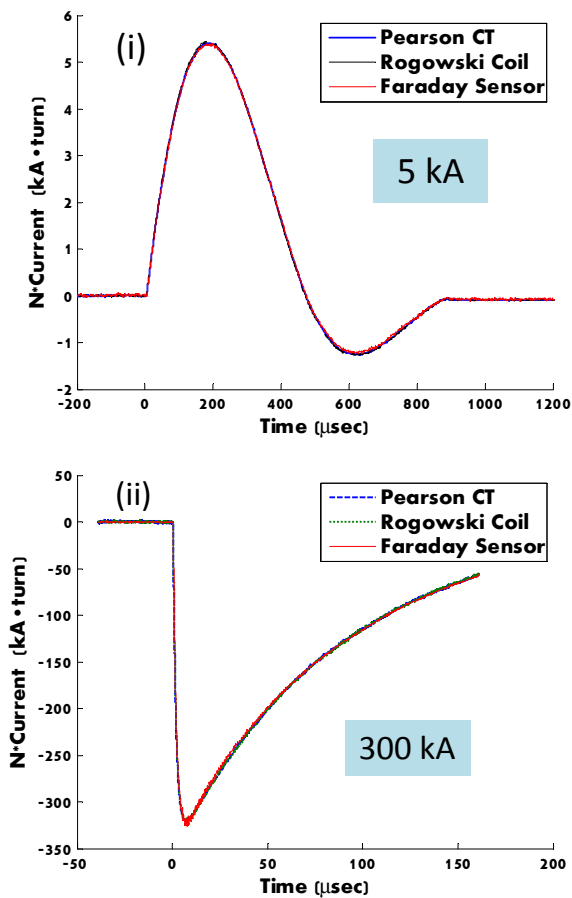 (i)
Pearson CT
Rogowski Coil
Faraday Sensor
5 kA
N*Current (kA•turn)
6
5
4
3
2
1
0
-1
-2
-200
0
200
400
600
800
1000
1200
Time (μsec)
(ii)
Pearson CT
Rogowski Coil
Faraday Sensor
300 kA
N*Current (kA•turn)
50
0
-50
-100
-150
-200
-250
-300
-350
-50
0
50
100
150
200
Time (μsec)